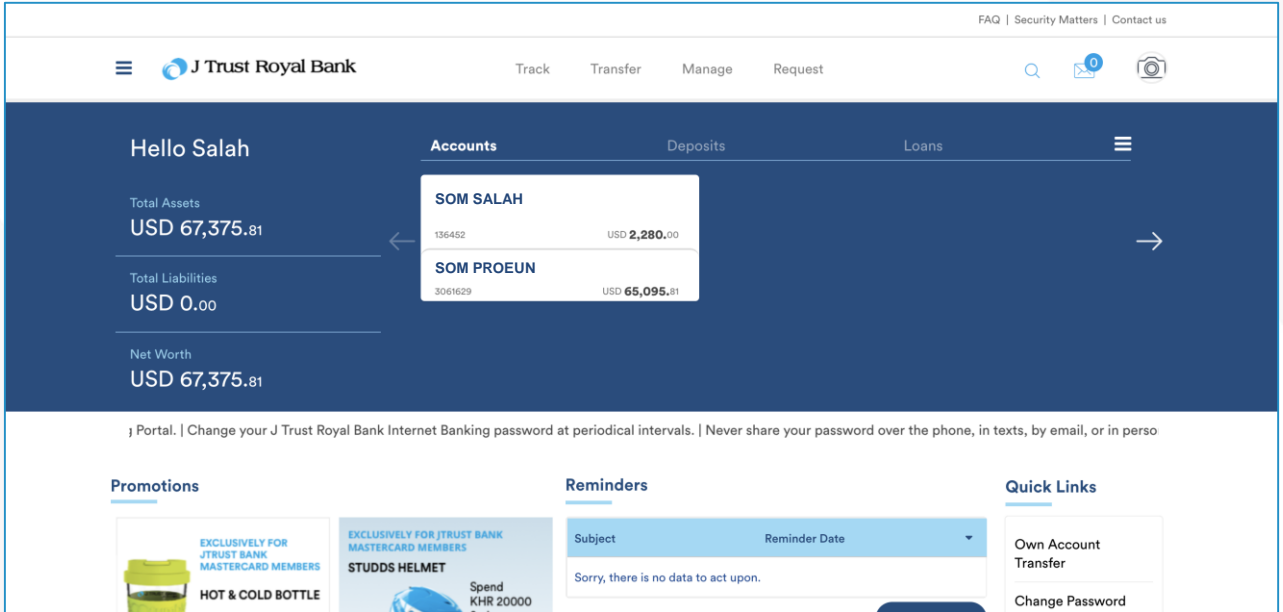 FAQ | Security Matters | Contact us
J Trust Royal Bank
Track Transfer Manage Request
0
Hello Salah
Accounts Deposits Loans
Total Assets
USD 67,375.81
Total Liabilities
USD 0.00
Net Worth
USD 67,375.81
SOM SALAH
136452 USD 2,280.00
SOM PROEUN
3061629 USD 65,095.81
g Portal. | Change your J Trust Royal Bank Internet Banking password at periodical intervals. | Never share your password over the phone, in texts, by email, or in perso
Promotions
EXCLUSIVELY FOR
JTRUST BANK
MASTERCARD MEMBERS
HOT & COLD BOTTLE
EXCLUSIVELY FOR JTRUST BANK
MASTERCARD MEMBERS
STUDDS HELMET
Spend
KHR 20000
Reminders
Subject Reminder Date
Sorry, there is no data to act upon.
Quick Links
Own Account
Transfer
Change Password